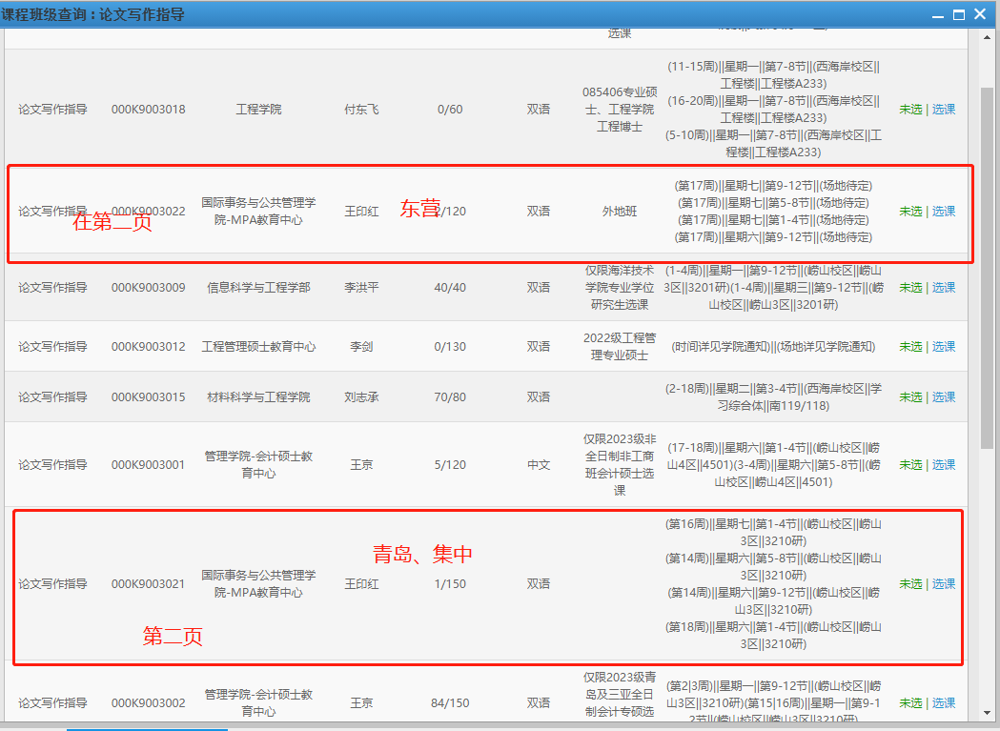 课程班级查询：论文写作指导
选课
论文写作指导 000K9003018 工程学院 付东飞 0/60 双语 085406专业硕士、工程学院工程博士
(11-15周)||星期一||第7-8节||(西海岸校区||
工程楼||工程楼A233)
(16-20周)||星期一||第7-8节||(西海岸校区||
工程楼||工程楼A233)
(5-10周)||星期一||第7-8节||(西海岸校区||工
程楼||工程楼A233)
未选 | 选课
论文写作指导 000K9003022 国际事务与公共管理学院-MPA教育中心 王印红 2/120 双语 外地班
在第二页
东营
(第17周)||星期七||第9-12节||(场地待定)
(第17周)||星期七||第5-8节||(场地待定)
(第17周)||星期七||第1-4节||(场地待定)
(第17周)||星期六||第9-12节||(场地待定)
未选 | 选课
论文写作指导 000K9003009 信息科学与工程学部 李洪平 40/40 双语 仅限海洋技术学院专业学位研究生选课
(1-4周)||星期一||第9-12节||(崂山校区||崂山
3区||3201研)(1-4周)||星期三||第9-12节||(崂
山校区||崂山3区||3201研)
未选 | 选课
论文写作指导 000K9003012 工程管理硕士教育中心 李剑 0/130 双语 2022级工程管理专业硕士 (时间详见学院通知)||(场地详见学院通知) 未选 | 选课
论文写作指导 000K9003015 材料科学与工程学院 刘志承 70/80 双语
(2-18周)||星期二||第3-4节||(西海岸校区||学
习综合体||南119/118)
未选 | 选课
论文写作指导 000K9003001 管理学院-会计硕士教育中心 王京 5/120 中文 仅限2023级非全日制非工商班会计硕士选课
(17-18周)||星期六||第1-4节||(崂山校区||崂
山4区||4501)(3-4周)||星期六||第5-8节||(崂
山校区||崂山4区||4501)
未选 | 选课
论文写作指导 000K9003021 国际事务与公共管理学院-MPA教育中心 王印红 1/150 双语
青岛、集中
第二页
(第16周)||星期七||第1-4节||(崂山校区||崂山
3区||3210研)
(第14周)||星期六||第5-8节||(崂山校区||崂山
3区||3210研)
(第14周)||星期六||第9-12节||(崂山校区||崂
山3区||3210研)
(第18周)||星期六||第1-4节||(崂山校区||崂山
3区||3210研)
未选 | 选课
论文写作指导 000K9003002 管理学院-会计硕士教育中心 王京 84/150 双语 仅限2023级青岛及三亚全日制会计专硕选
(第2|3周)||星期一||第9-12节||(崂山校区||崂
山3区||3210研)(第15|16周)||星期一||第9-1
2节||(崂山校区||崂山3区||3210研)
未选 | 选课